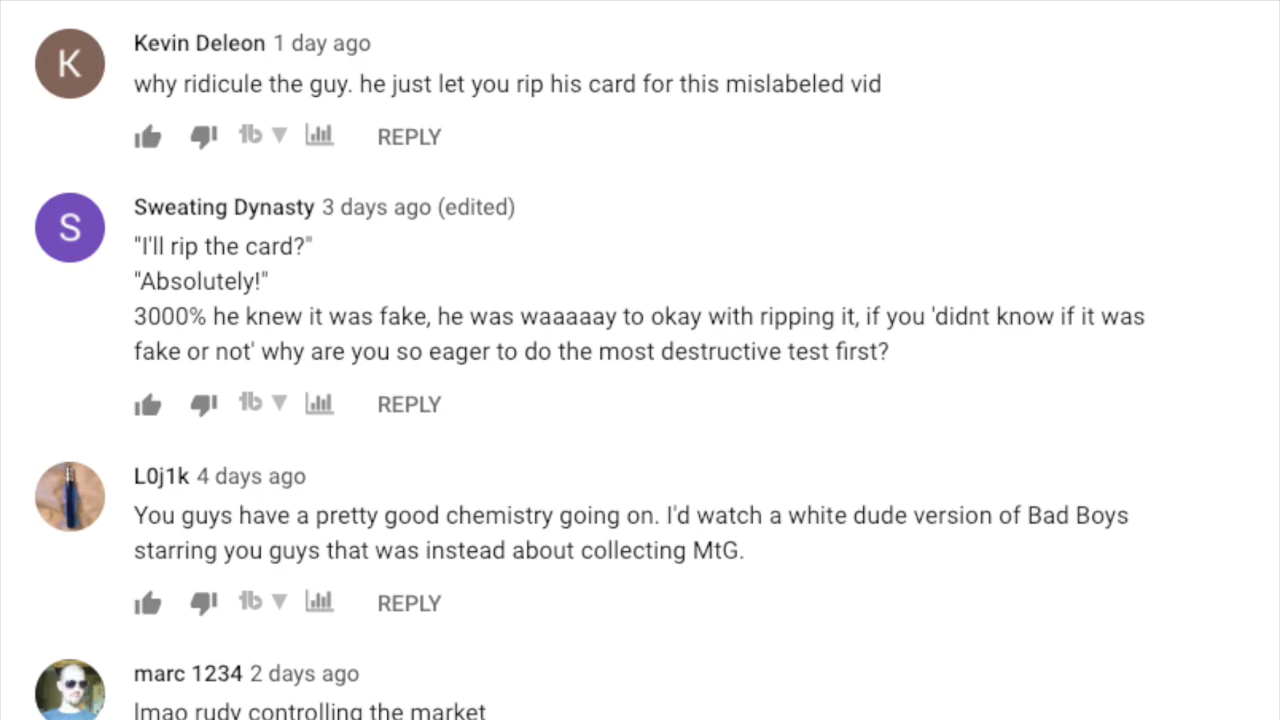 K
Kevin Deleon 1 day ago
why ridicule the guy. he just let you rip his card for this mislabeled vid
REPLY
S
Sweating Dynasty 3 days ago (edited)
"I'll rip the card?"
"Absolutely!"
3000% he knew it was fake, he was waaaaay to okay with ripping it, if you 'didnt know if it was
fake or not' why are you so eager to do the most destructive test first?
REPLY
L0j1k 4 days ago
You guys have a pretty good chemistry going on. I'd watch a white dude version of Bad Boys
starring you guys that was instead about collecting MtG.
REPLY
marc 1234 2 days ago
lmao rudy controlling the market